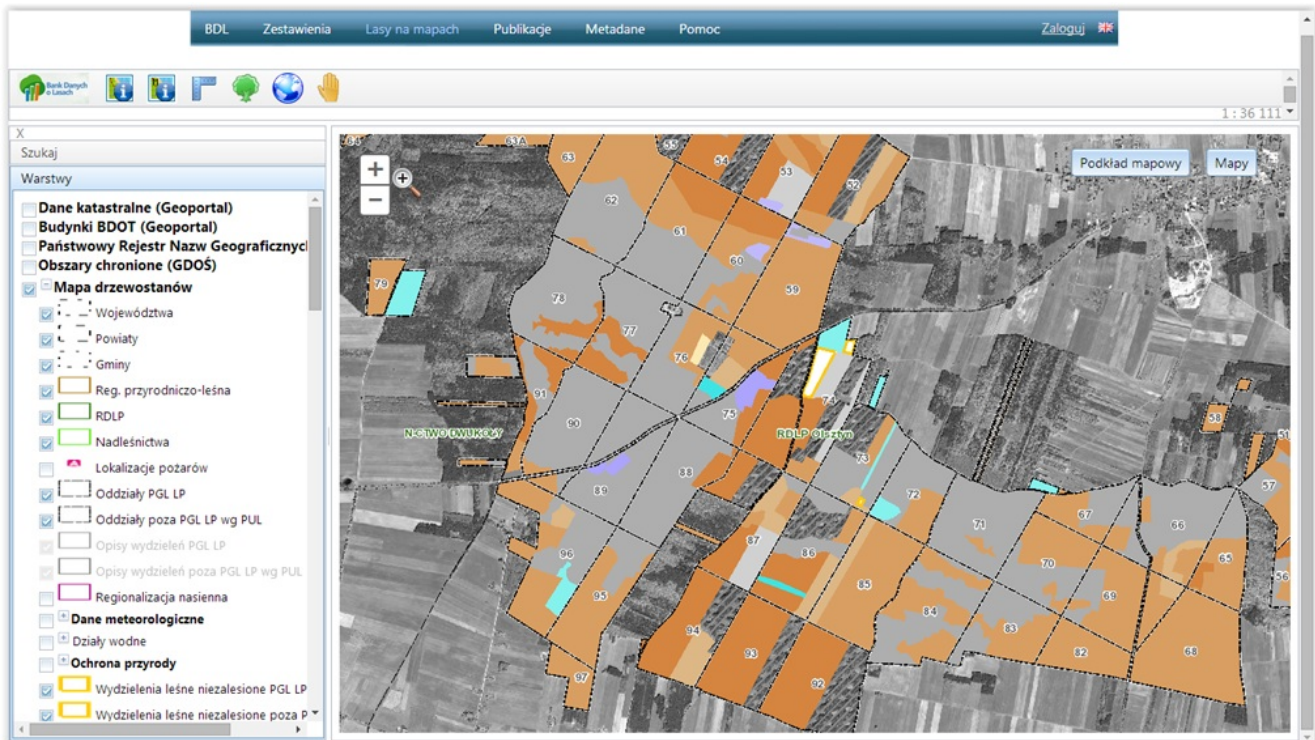 BDL Zestawienia Lasy na mapach Publikacje Metadane Pomoc Zaloguj
Bank Danych o Lasach
1 : 36 111
X
Szukaj
Warstwy
Dane katastralne (Geoportal)
Budynki BDOT (Geoportal)
Państwowy Rejestr Nazw Geograficznycl
Obszary chronione (GDOŚ)
Mapa drzewostanów
Województwa
Powiaty
Gminy
Reg. przyrodniczo-leśna
RDLP
Nadleśnictwa
Lokalizacje pożarów
Oddziały PGL LP
Oddziały poza PGL LP wg PUL
Opisy wydzieleń PGL LP
Opisy wydzieleń poza PGL LP wg PUL
Regionalizacja nasienna
Dane meteorologiczne
Działy wodne
Ochrona przyrody
Wydzielenia leśne niezalesione PGL LP
Wydzielenia leśne niezalesione poza P
Podkład mapowy Mapy
64 63A 55
63 54 53 52
62 61 60 59
79 78 77 76
91 90 75 74
N-CTWO DWUKOŁY RDLP Olsztyn
58 51
89 88 73 72 57
71 67 66
96 87 86 70 65
95 85 69 56
94 84 83
93 82 68
97 92